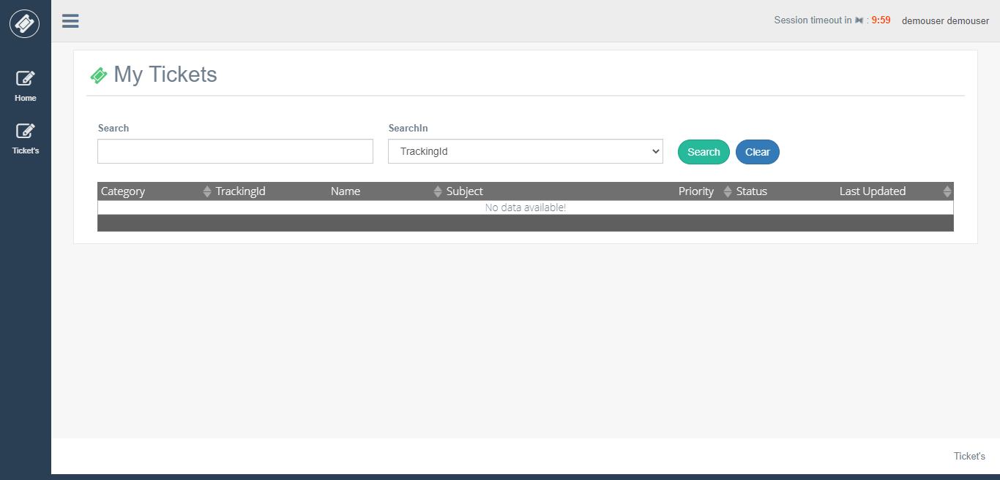 Session timeout in : 9:59 demouser demouser
Home
Ticket's
My Tickets
Search SearchIn
TrackingId Search Clear
Category TrackingId Name Subject Priority Status Last Updated
No data available!
Ticket's